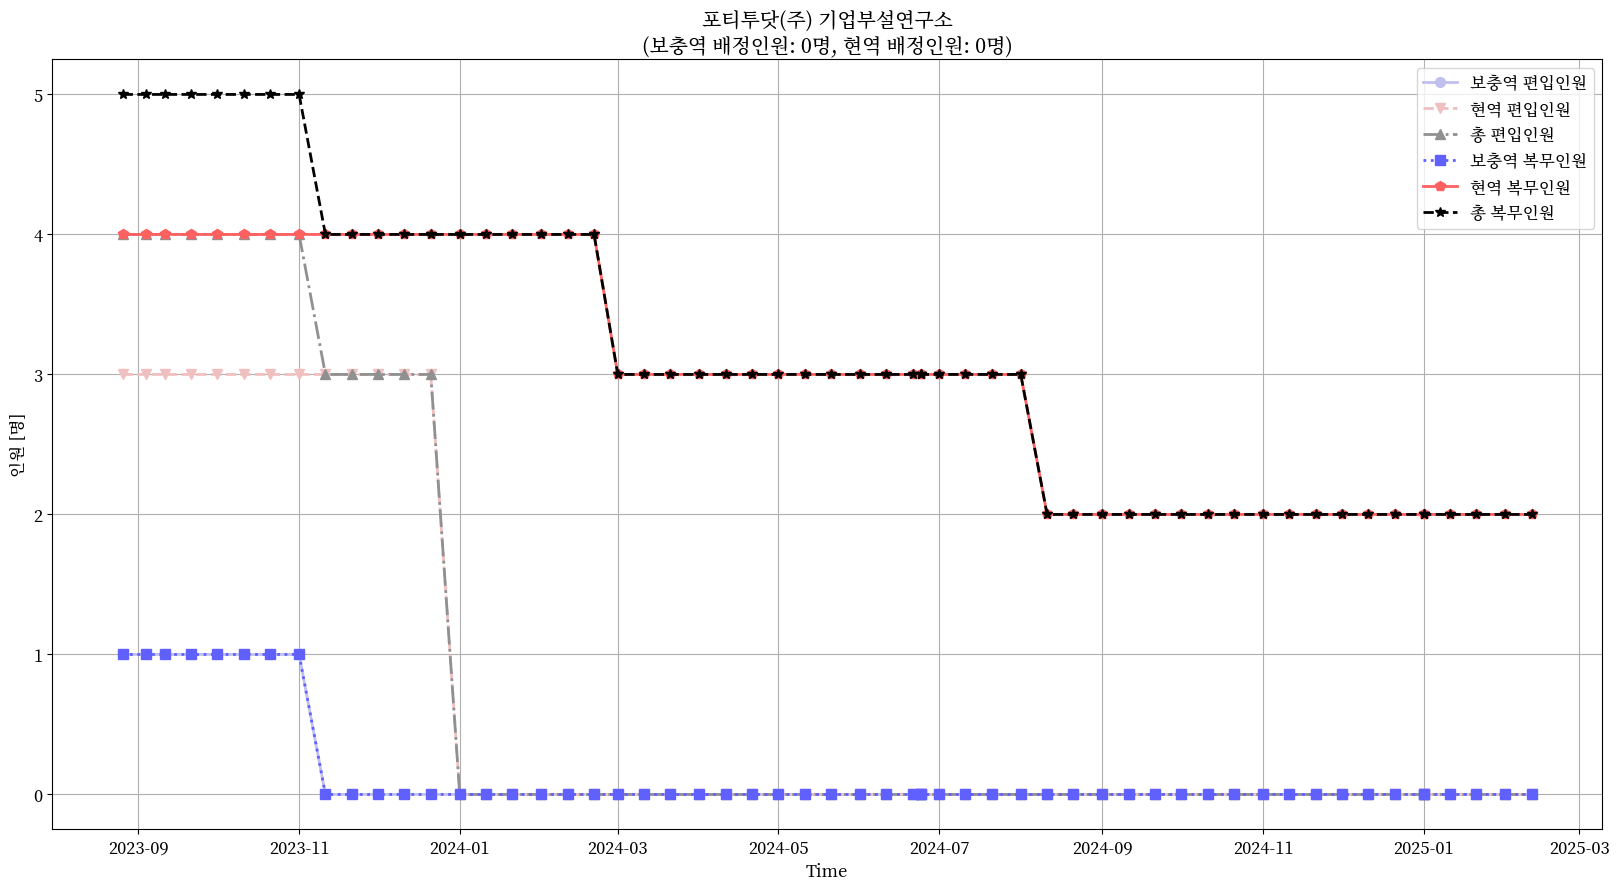 포티투닷(주) 기업부설연구소
(보충역 배정인원: 0명, 현역 배정인원: 0명)
보충역 편입인원
현역 편입인원
총 편입인원
보충역 복무인원
현역 복무인원
총 복무인원
인원 [명]
5
4
3
2
1
0
2023-09
2023-11
2024-01
2024-03
2024-05
2024-07
2024-09
2024-11
2025-01
2025-03
Time